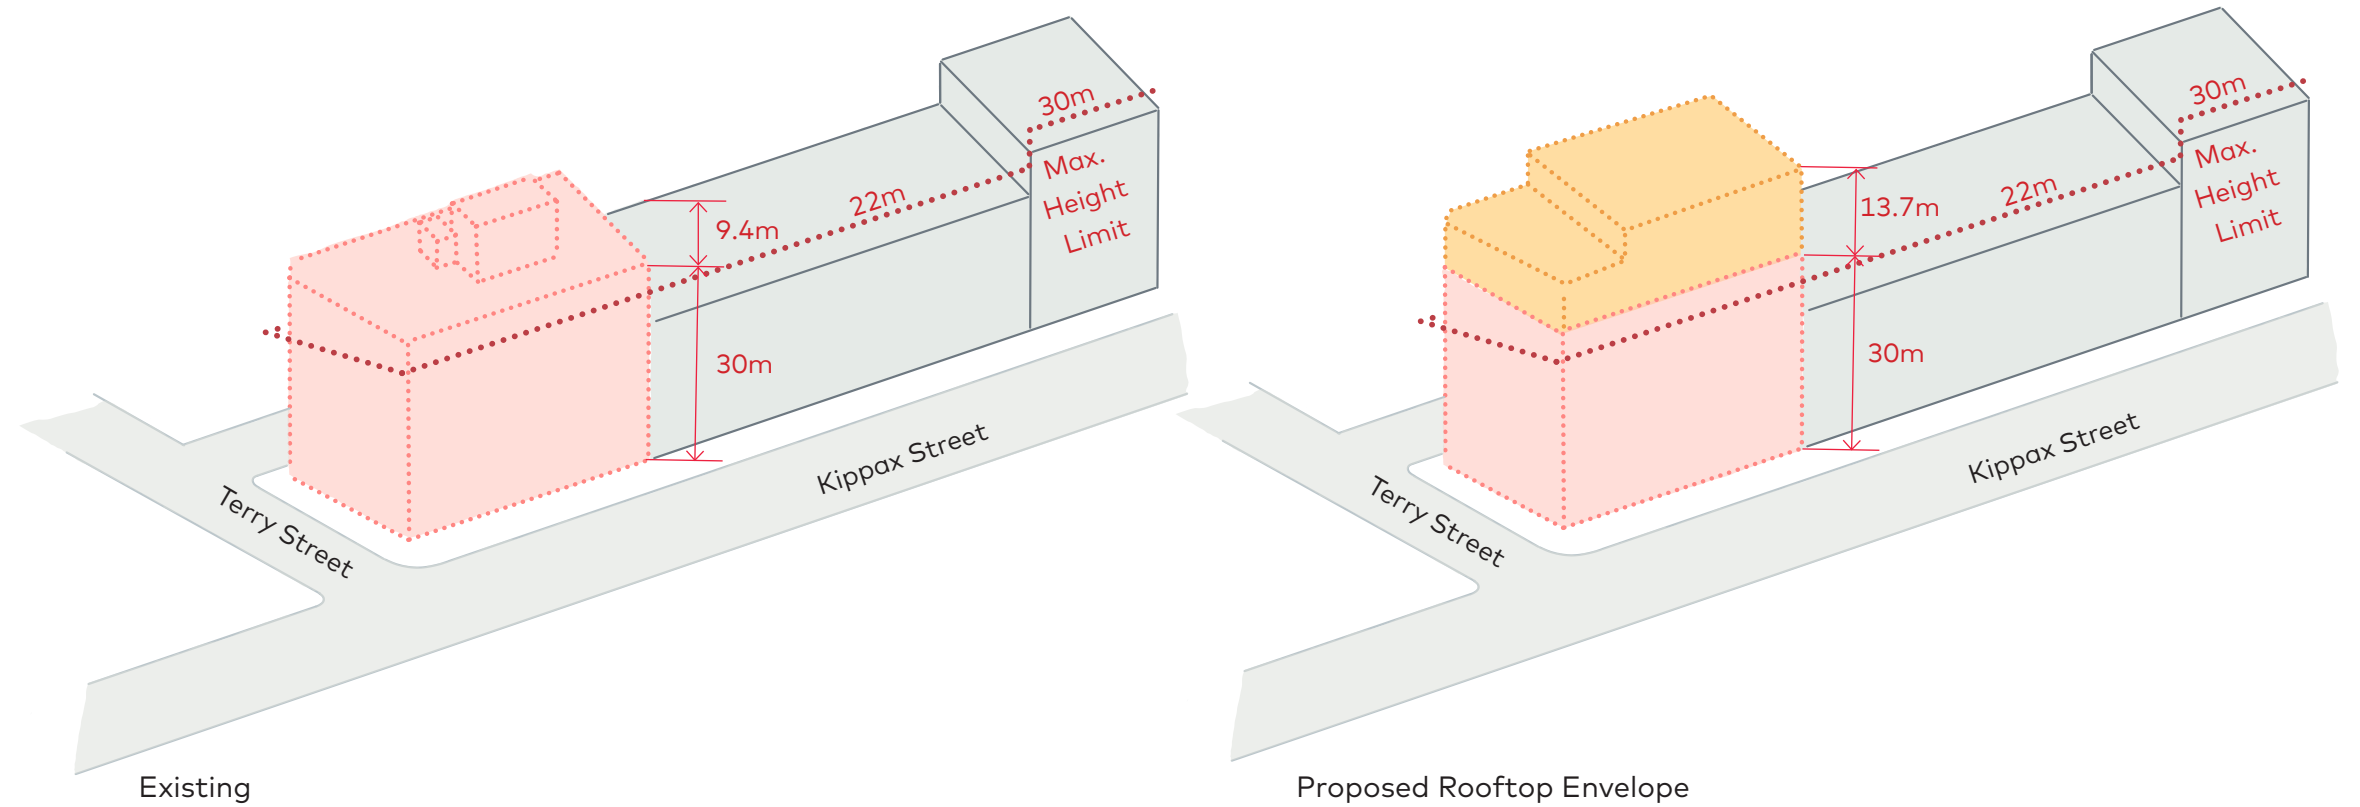 30m
Max.
Height
Limit
22m
9.4m
30m
Kippax Street
Terry Street
Existing
30m
Max.
Height
Limit
22m
13.7m
30m
Kippax Street
Terry Street
Proposed Rooftop Envelope